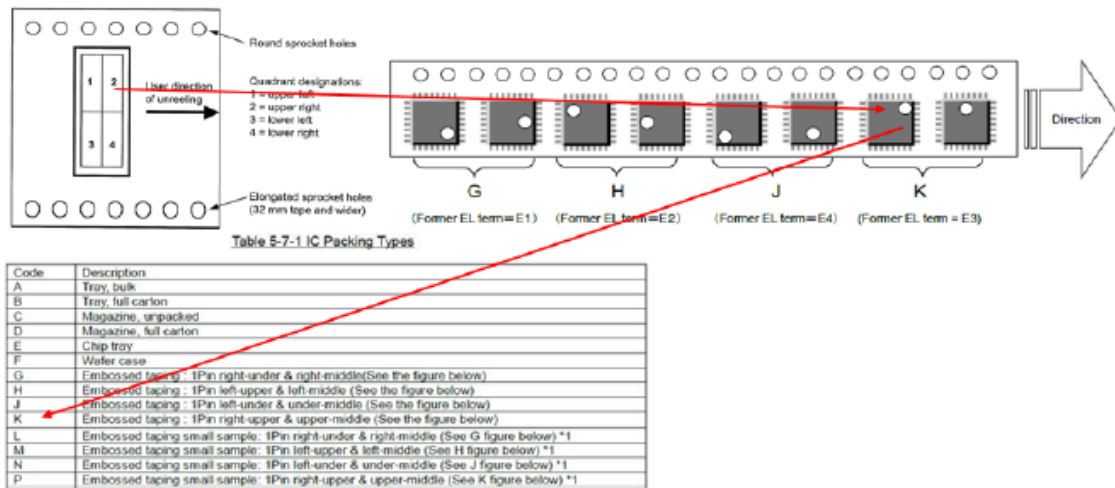 Round sprocket holes
1 2
3 4
User direction
of unreeling
Quadrant designations:
1 = upper left
2 = upper right
3 = lower left
4 = lower right
Elongated sprocket holes
(32 mm tape and wider)
Direction
G H J K
(Former EL term=E1) (Former EL term=E2) (Former EL term=E4) (Former EL term = E3)
Table 5-7-1 IC Packing Types
Code Description
A Tray, bulk
B Tray, full carton
C Magazine, unpacked
D Magazine, full carton
E Chip tray
F Wafer case
G Embossed taping : 1Pin right-under & right-middle(See the figure below)
H Embossed taping : 1Pin left-upper & left-middle (See the figure below)
J Embossed taping : 1Pin left-under & under-middle (See the figure below)
K Embossed taping : 1Pin right-upper & upper-middle (See the figure below)
L Embossed taping small sample: 1Pin right-under & right-middle (See G figure below) *1
M Embossed taping small sample: 1Pin left-upper & left-middle (See H figure below) *1
N Embossed taping small sample: 1Pin left-under & under-middle (See J figure below) *1
P Embossed taping small sample: 1Pin right-upper & upper-middle (See K figure below) *1